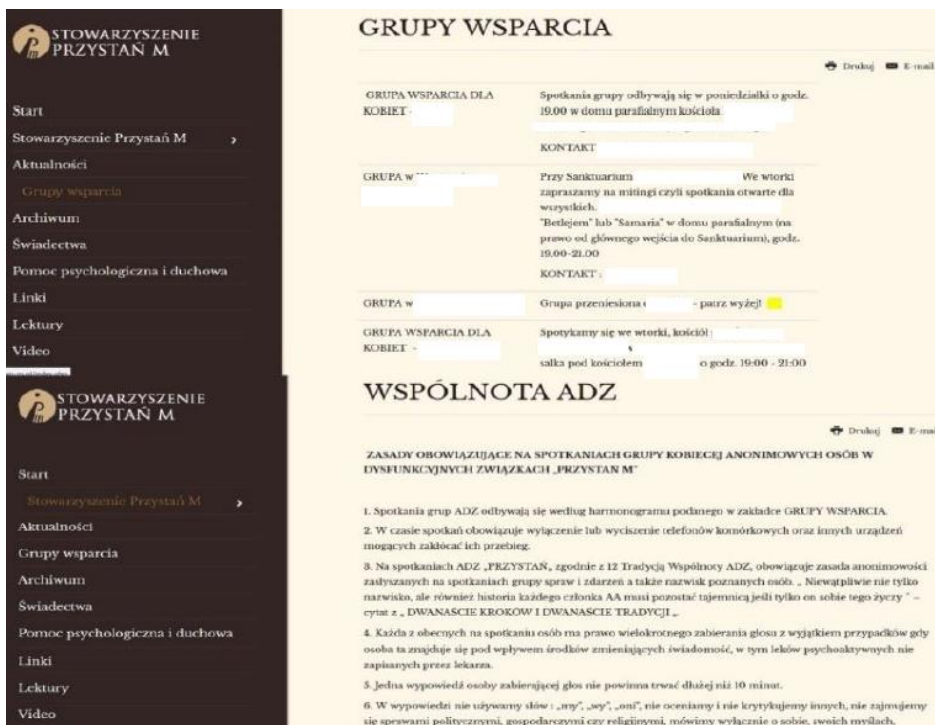 STOWARZYSZENIE
PRZYSTAŃ M
Start
Stowarzyszenie Przystań M
Aktualności
Grupy wsparcia
Archiwum
Świadectwa
Pomoc psychologiczna i duchowa
Linki
Lektury
Video
GRUPY WSPARCIA
Drukuj E-mail
GRUPA WSPARCIA DLA
KOBIET -
Spotkania grupy odbywają się w poniedziałki o godz.
19.00 w domu parafialnym kościoła
KONTAKT
GRUPA w
Przy Sanktuarium We wtorki
zapraszamy na mitingi czyli spotkania otwarte dla
wszystkich.
"Betlejem" lub "Samaria" w domu parafialnym (na
prawo od głównego wejścia do Sanktuarium), godz.
19.00-21.00
KONTAKT :
GRUPA w
Grupa przeniesiona - patrz wyżej!
GRUPA WSPARCIA DLA
KOBIET -
Spotykamy się we wtorki, kościół
salka pod kościołem o godz. 19:00 - 21:00
STOWARZYSZENIE
PRZYSTAŃ M
Start
Stowarzyszenie Przystań M
Aktualności
Grupy wsparcia
Archiwum
Świadectwa
Pomoc psychologiczna i duchowa
Linki
Lektury
Video
WSPÓLNOTA ADZ
Drukuj E-mai
ZASADY OBOWIĄZUJĄCE NA SPOTKANIACH GRUPY KOBIECEJ ANONIMOWYCH OSÓB W
DYSFUNKCYJNYCH ZWIĄZKACH „PRZYSTAŃ M"
1. Spotkania grup ADZ odbywają się według harmonogramu podanego w zakładce GRUPY WSPARCIA.
2. W czasie spotkań obowiązuje wyłączenie lub wyciszenie telefonów komórkowych oraz innych urządzeń
mogących zakłócać ich przebieg.
3. Na spotkaniach ADZ „PRZYSTAŃ„ zgodnie z 12 Tradycją Wspólnoty ADZ, obowiązuje zasada anonimowości
zasłyszanych na spotkaniach grupy spraw i zdarzeń a także nazwisk poznanych osób. „ Niewątpliwie nie tylko
nazwisko, ale również historia każdego członka AA musi pozostać tajemnicą jeśli tylko on sobie tego życzy " –
cytat z „ DWANAŚCIE KROKÓW I DWANAŚCIE TRADYCJI „.
4. Każda z obecnych na spotkaniu osób ma prawo wielokrotnego zabierania głosu z wyjątkiem przypadków gdy
osoba ta znajduje się pod wpływem środków zmieniających świadomość, w tym leków psychoaktywnych nie
zapisanych przez lekarza.
5. Jedna wypowiedź osoby zabierającej głos nie powinna trwać dłużej niż 10 minut.
6. W wypowiedzi nie używamy słów : „my", „wy", „oni", nie oceniamy i nie krytykujemy innych, nie zajmujemy
się sprawami politycznymi, gospodarczymi czy religijnymi, mówimy wyłącznie o sobie, swoich myślach,